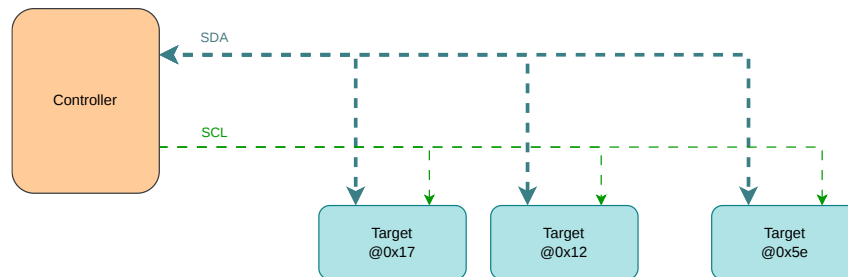 SDA
Controller
SCL
Target
@0x17
Target
@0x12
Target
@0x5e